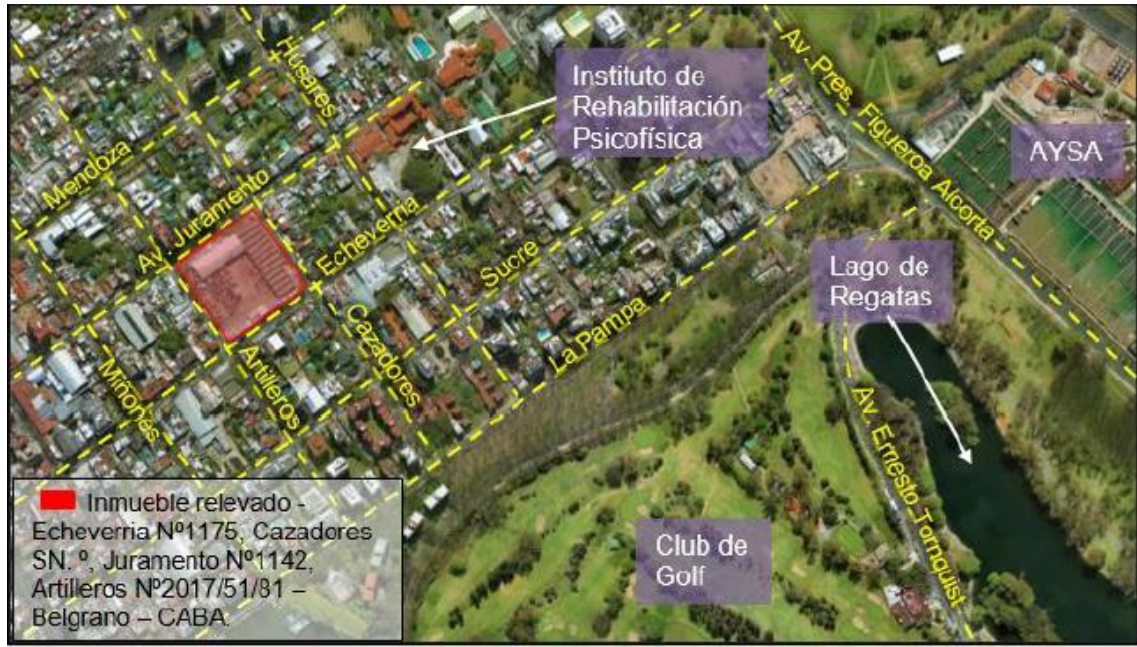 Húsares
Instituto de
Rehabilitación
Psicofísica
Av. Pres. Figueroa Alcorta
AYSA
Mendoza
Av. Juramento
Echeverria
Sucre
Lago de
Regatas
La Pampa
Cazadores
Artilleros
Miñones
Av. Ernesto Tornquist
Club de
Golf
Inmueble relevado -
Echeverria Nº1175, Cazadores
SN. º, Juramento Nº1142,
Artilleros Nº2017/51/81 –
Belgrano – CABA.